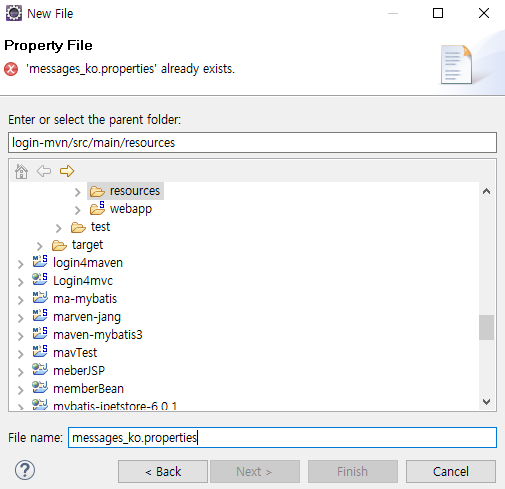 New File
Property File
'messages_ko.properties' already exists.
Enter or select the parent folder:
login-mvn/src/main/resources
resources
webapp
test
target
login4maven
Login4mvc
ma-mybatis
marven-jang
maven-mybatis3
mavTest
meberJSP
memberBean
mybatis-jpetstore-6.0.1
File name: messages_ko.properties
< Back Next > Finish Cancel